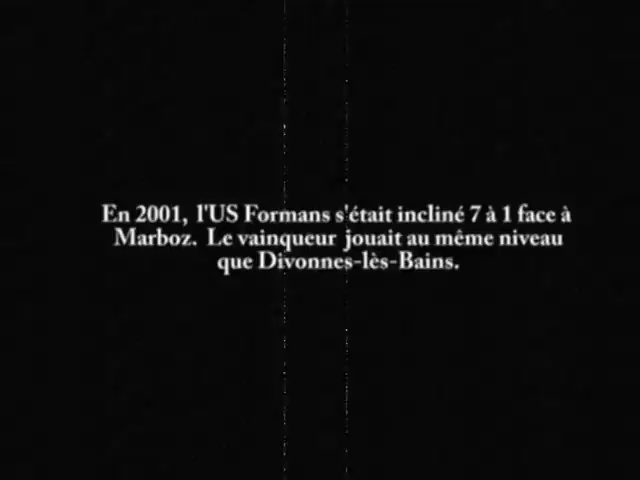 En 2001, l'US Formans s'était incliné 7 à 1 face à
Marboz. Le vainqueur jouait au même niveau
que Divonnes-lès-Bains.